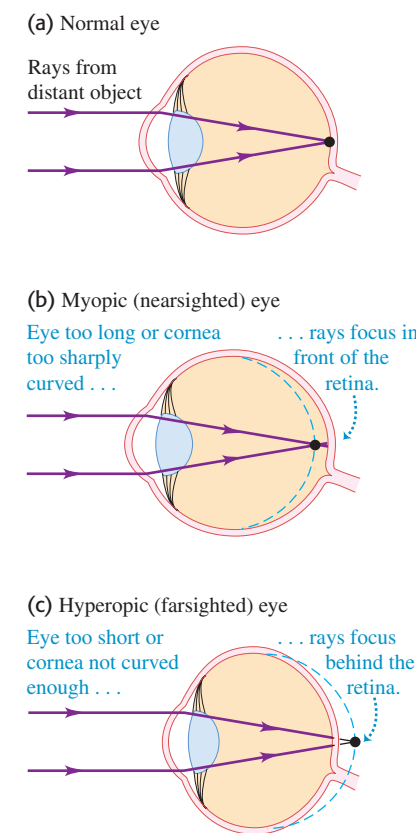 (a) Normal eye
Rays from
distant object
(b) Myopic (nearsighted) eye
Eye too long or cornea
too sharply
curved . . .
. . . rays focus in
front of the
retina.
(c) Hyperopic (farsighted) eye
Eye too short or
cornea not curved
enough . . .
. . . rays focus
behind the
retina.